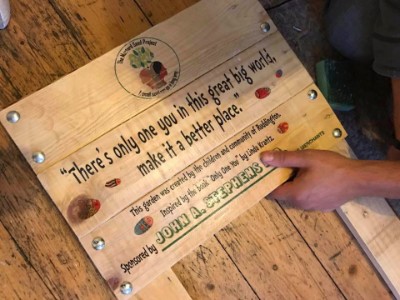 "There's only one you in this great big world,
make it a better place."
This garden was created by the children and community of
Inspired by the book "Only One You" by Linda Kranz.
Sponsored by JOHN A. STEPHENS